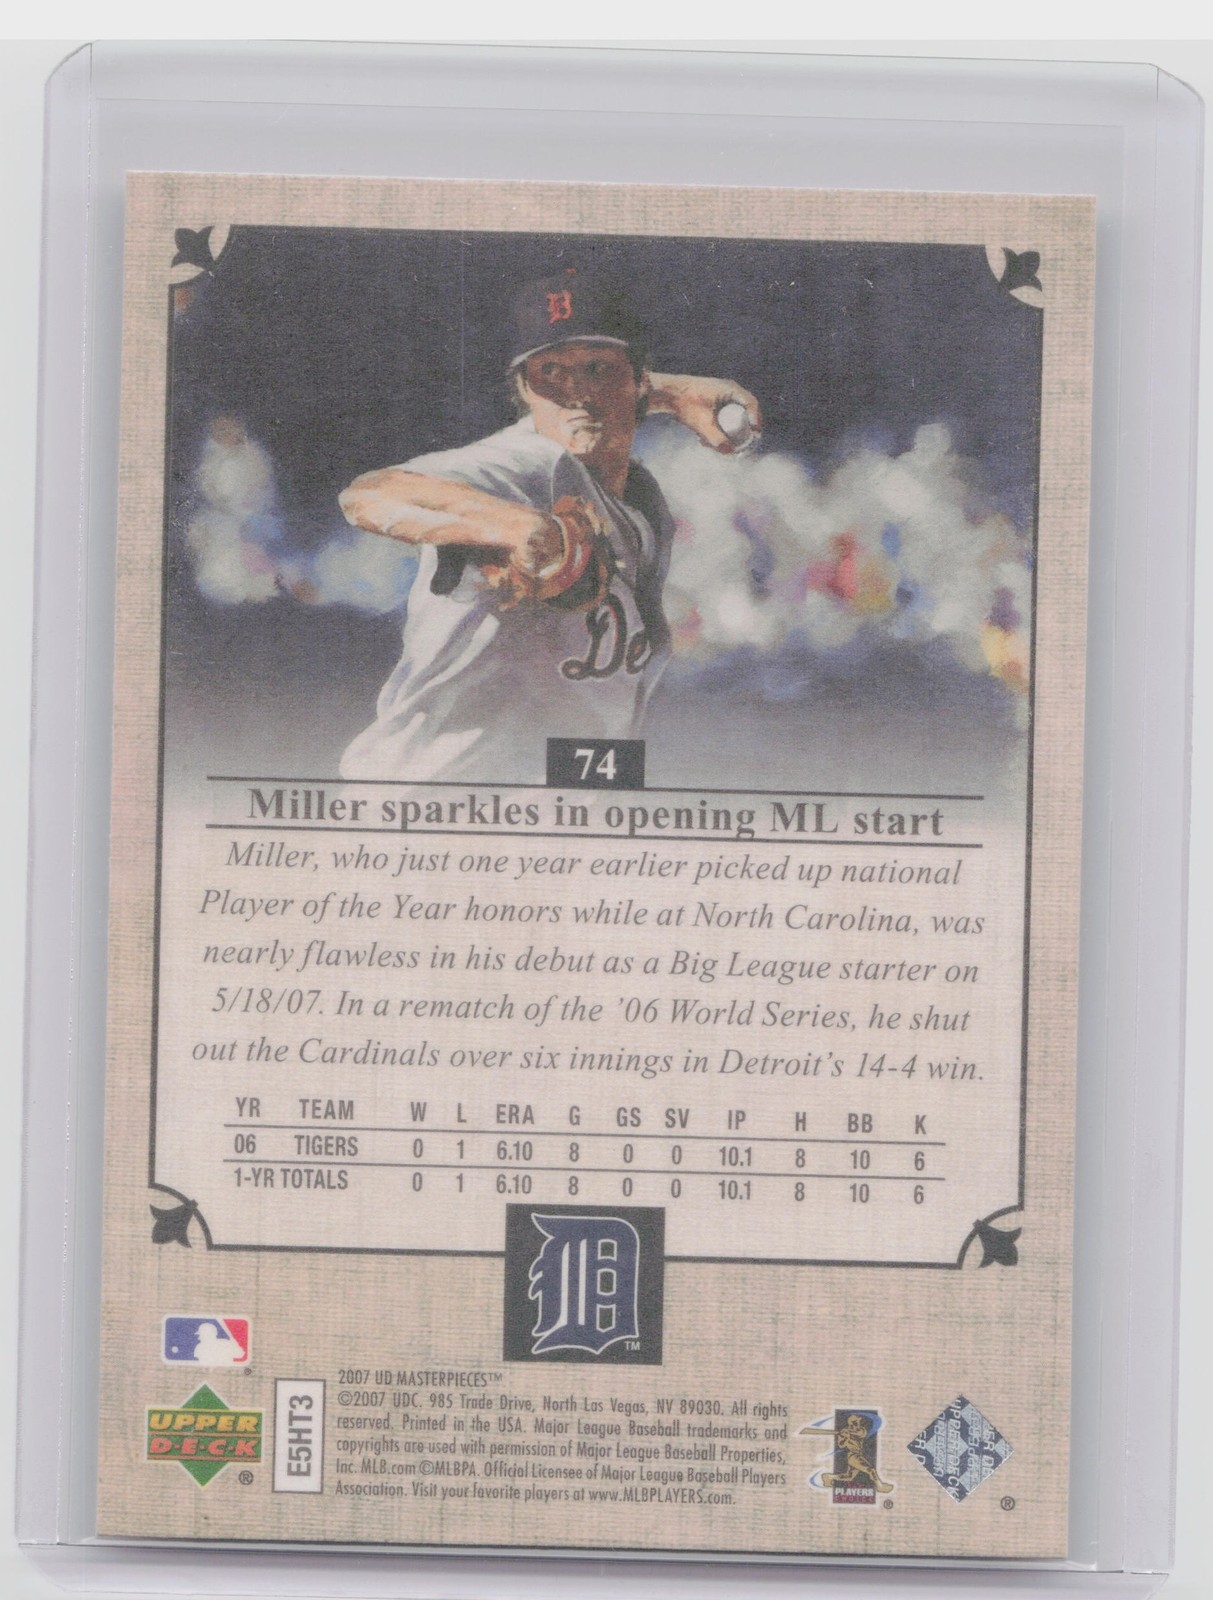 D
De
74
Miller sparkles in opening ML start
Miller, who just one year earlier picked up national
Player of the Year honors while at North Carolina, was
nearly flawless in his debut as a Big League starter on
5/18/07. In a rematch of the '06 World Series, he shut
out the Cardinals over six innings in Detroit's 14-4 win.
YR TEAM W L ERA G GS SV IP H BB K
06 TIGERS 0 1 6.10 8 0 0 10.1 8 10 6
1-YR TOTALS 0 1 6.10 8 0 0 10.1 8 10 6
D
TM
UPPER
D·E·C·K
®
E5HT3
2007 UD MASTERPIECES™
©2007 UDC. 985 Trade Drive, North Las Vegas, NV 89030. All rights
reserved. Printed in the USA. Major League Baseball trademarks and
copyrights are used with permission of Major League Baseball Properties,
Inc. MLB.com ©MLBPA. Official Licensee of Major League Baseball Players
Association. Visit your favorite players at www.MLBPLAYERS.com.
PLAYERS
CHOICE
®
®